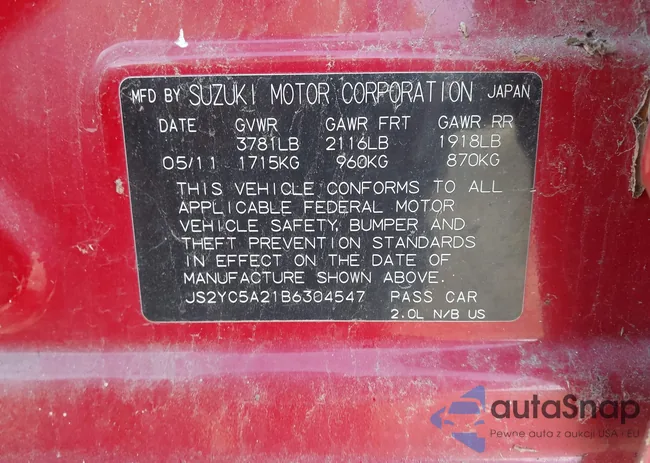 MFD BY SUZUKI MOTOR CORPORATION JAPAN
DATE GVWR GAWR FRT GAWR RR
3781LB 2116LB 1918LB
05/11 1715KG 960KG 870KG
THIS VEHICLE CONFORMS TO ALL
APPLICABLE FEDERAL MOTOR
VEHICLE SAFETY, BUMPER AND
THEFT PREVENTION STANDARDS
IN EFFECT ON THE DATE OF
MANUFACTURE SHOWN ABOVE.
JS2YC5A21B6304547 PASS CAR
2.0L N/B US
autaSnap
Pewne auta z aukcji USA - EU